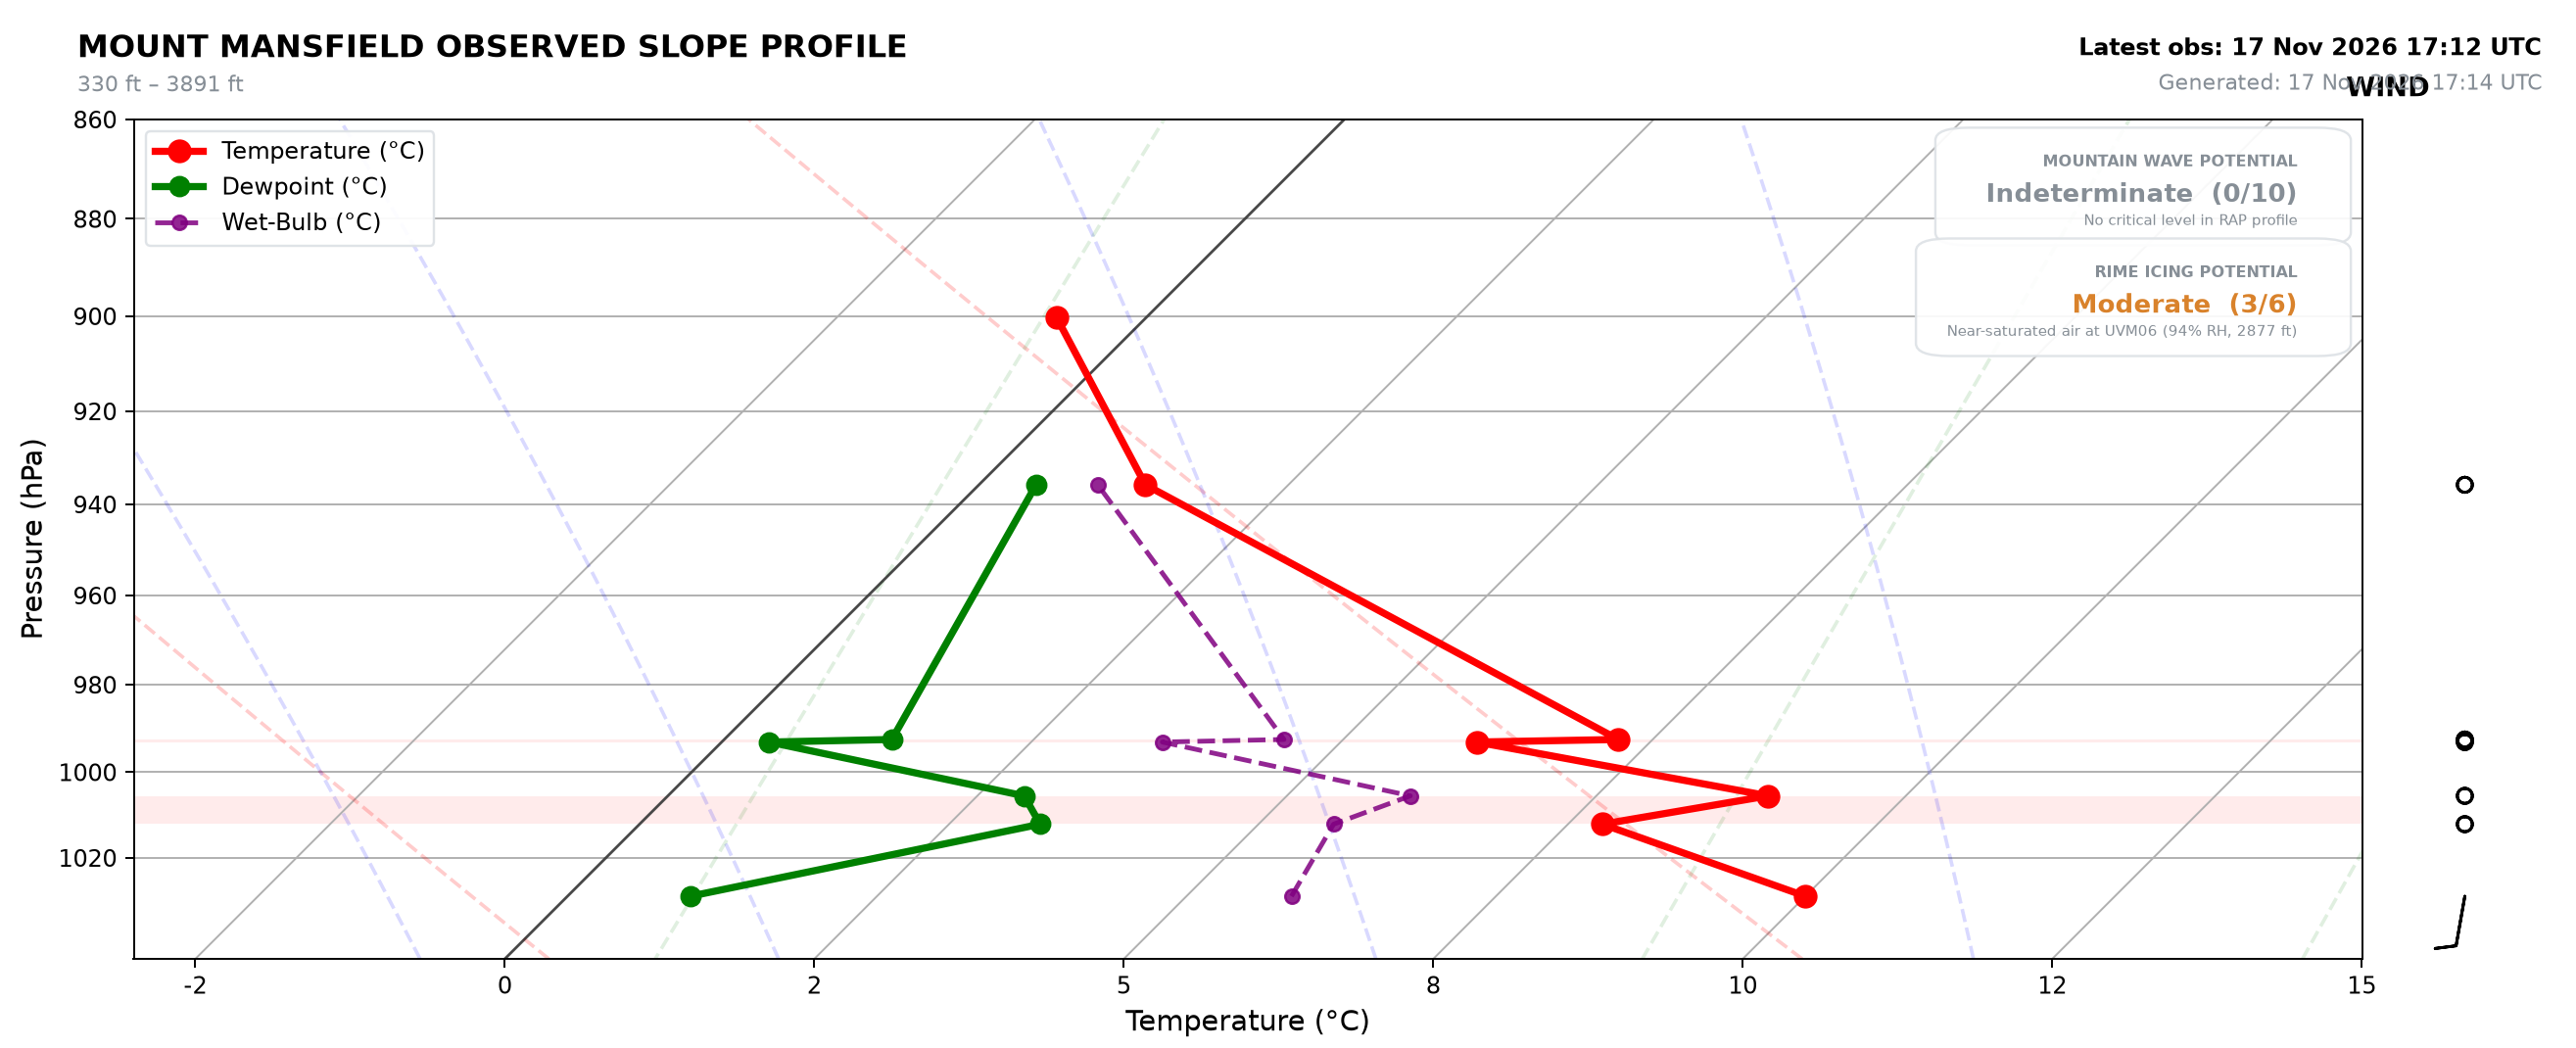 MOUNT MANSFIELD OBSERVED SLOPE PROFILE
330 ft – 3891 ft
Latest obs: 17 Nov 2026 17:12 UTC
Generated: 17 Nov 2026 17:14 UTC
WIND
Temperature (°C)
Dewpoint (°C)
Wet-Bulb (°C)
MOUNTAIN WAVE POTENTIAL
Indeterminate (0/10)
No critical level in RAP profile
RIME ICING POTENTIAL
Moderate (3/6)
Near-saturated air at UVM06 (94% RH, 2877 ft)
Pressure (hPa)
860
880
900
920
940
960
980
1000
1020
-2 0 2 5 8 10 12 15
Temperature (°C)